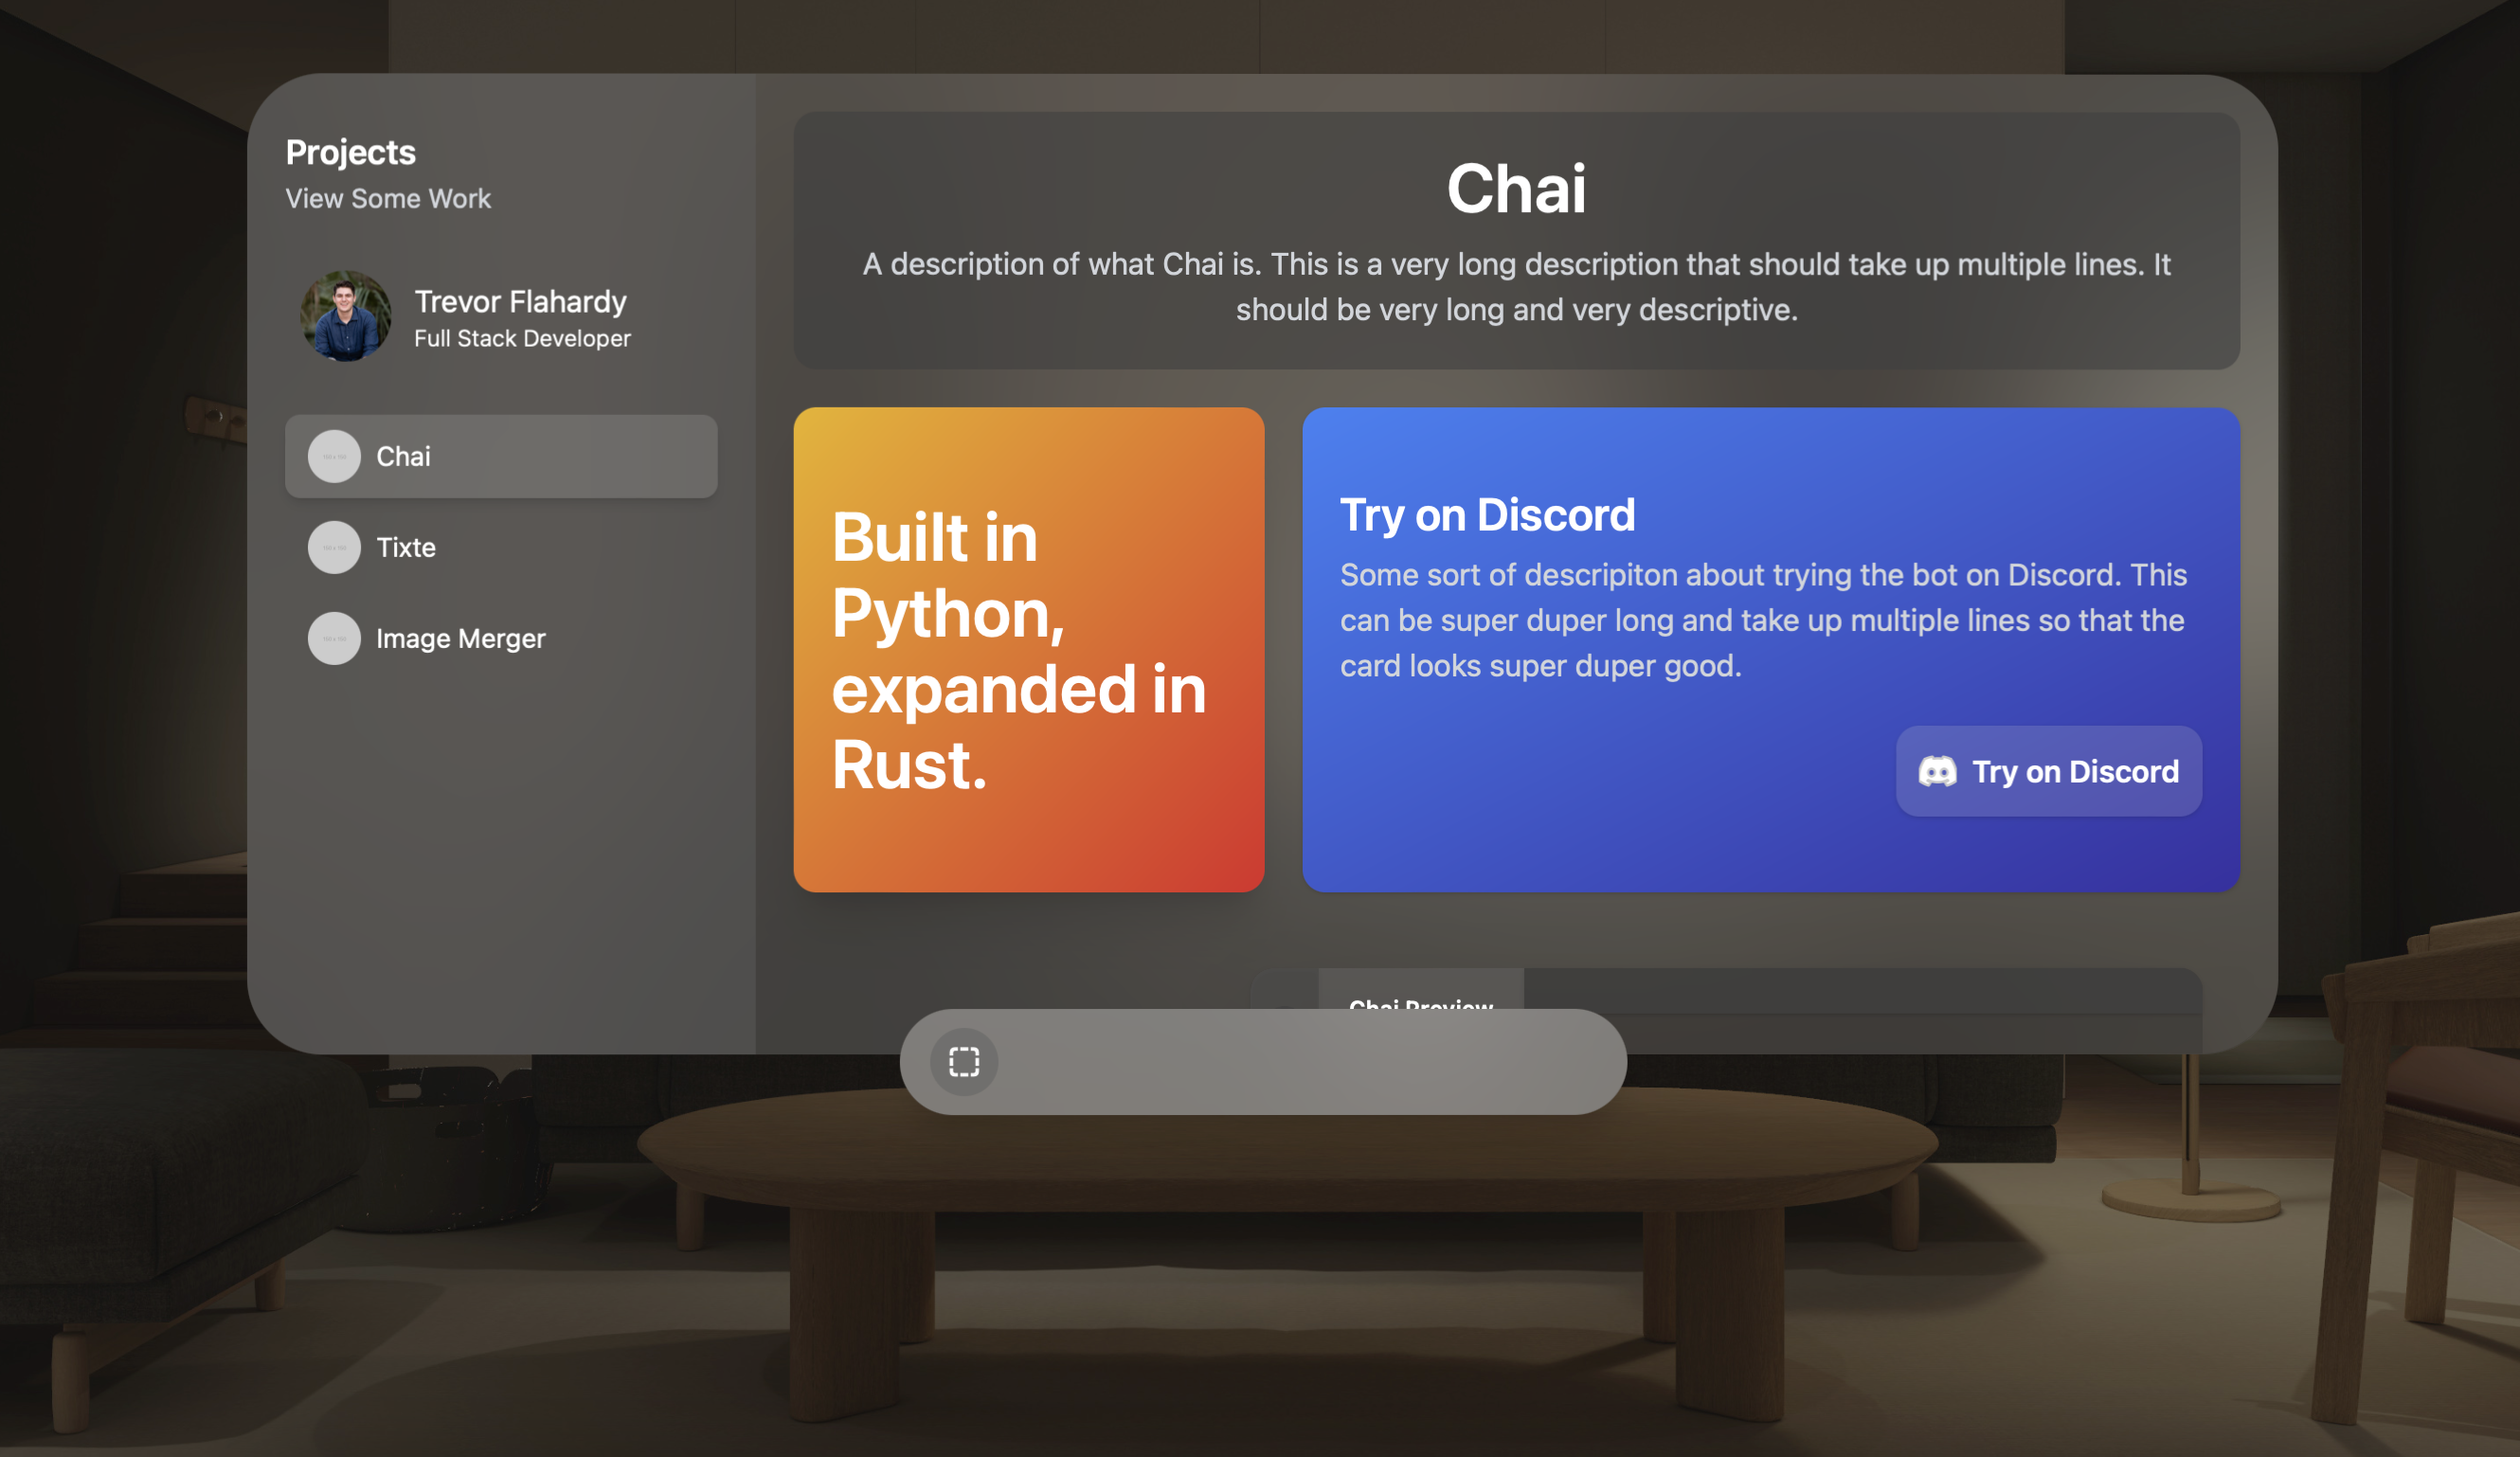 Projects
View Some Work
Trevor Flahardy
Full Stack Developer
Chai
Tixte
Image Merger
Chai
A description of what Chai is. This is a very long description that should take up multiple lines. It
should be very long and very descriptive.
Built in
Python,
expanded in
Rust.
Try on Discord
Some sort of descripiton about trying the bot on Discord. This
can be super duper long and take up multiple lines so that the
card looks super duper good.
Try on Discord
Chai Preview